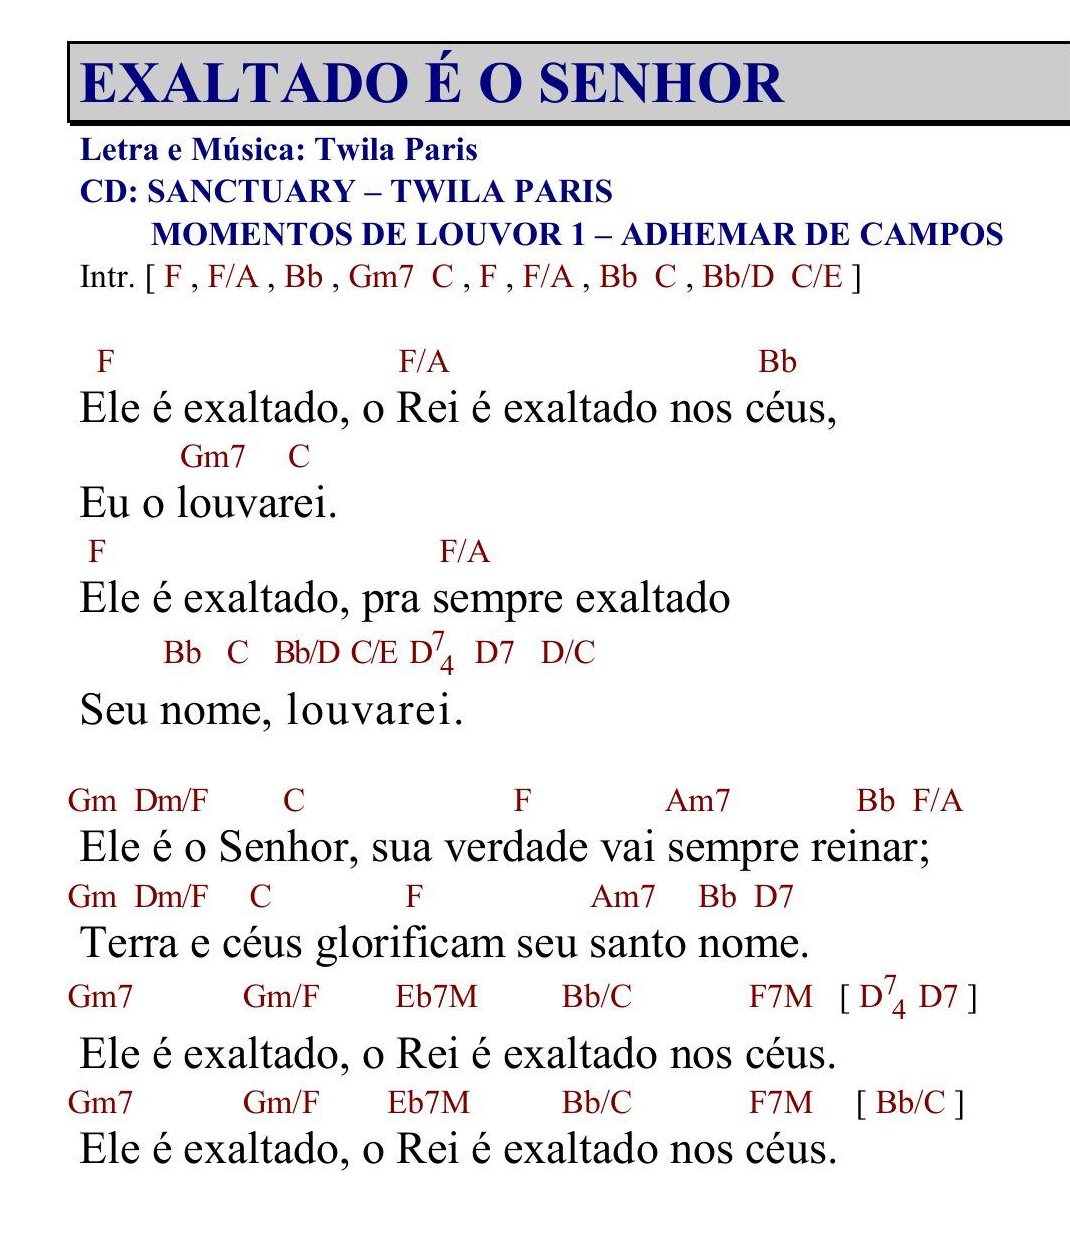 EXALTADO É O SENHOR
Letra e Música: Twila Paris
CD: SANCTUARY – TWILA PARIS
MOMENTOS DE LOUVOR 1 – ADHEMAR DE CAMPOS
Intr. [ F , F/A , Bb , Gm7 C , F , F/A , Bb C , Bb/D C/E ]
F F/A Bb
Ele é exaltado, o Rei é exaltado nos céus,
Gm7 C
Eu o louvarei.
F F/A
Ele é exaltado, pra sempre exaltado
Bb C Bb/D C/E D7/4 D7 D/C
Seu nome, louvarei.
Gm Dm/F C F Am7 Bb F/A
Ele é o Senhor, sua verdade vai sempre reinar;
Gm Dm/F C F Am7 Bb D7
Terra e céus glorificam seu santo nome.
Gm7 Gm/F Eb7M Bb/C F7M [ D7/4 D7 ]
Ele é exaltado, o Rei é exaltado nos céus.
Gm7 Gm/F Eb7M Bb/C F7M [ Bb/C ]
Ele é exaltado, o Rei é exaltado nos céus.